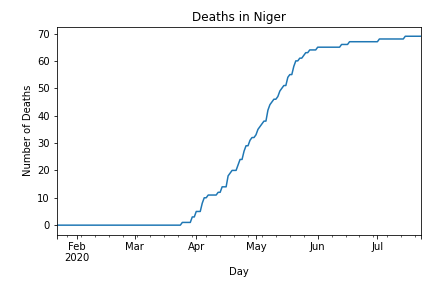 Deaths in Niger
70
60
50
40
30
20
10
0
Number of Deaths
Feb
2020
Mar
Apr
May
Jun
Jul
Day